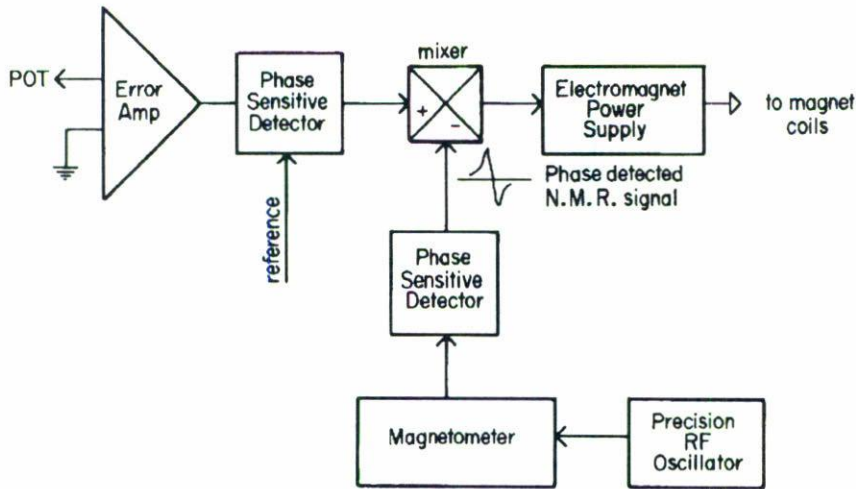 mixer
POT
Error
Amp
Phase
Sensitive
Detector
+
-
Electromagnet
Power
Supply
to magnet
coils
reference
Phase detected
N.M.R. signal
Phase
Sensitive
Detector
Magnetometer
Precision
RF
Oscillator